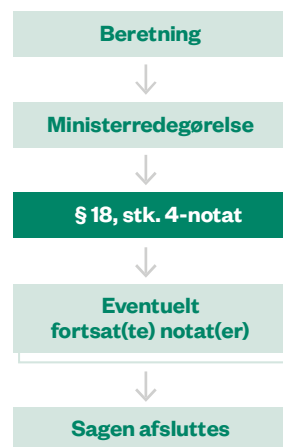 Beretning
Ministerredegørelse
§ 18, stk. 4-notat
Eventuelt
fortsat(te) notat(er)
Sagen afsluttes